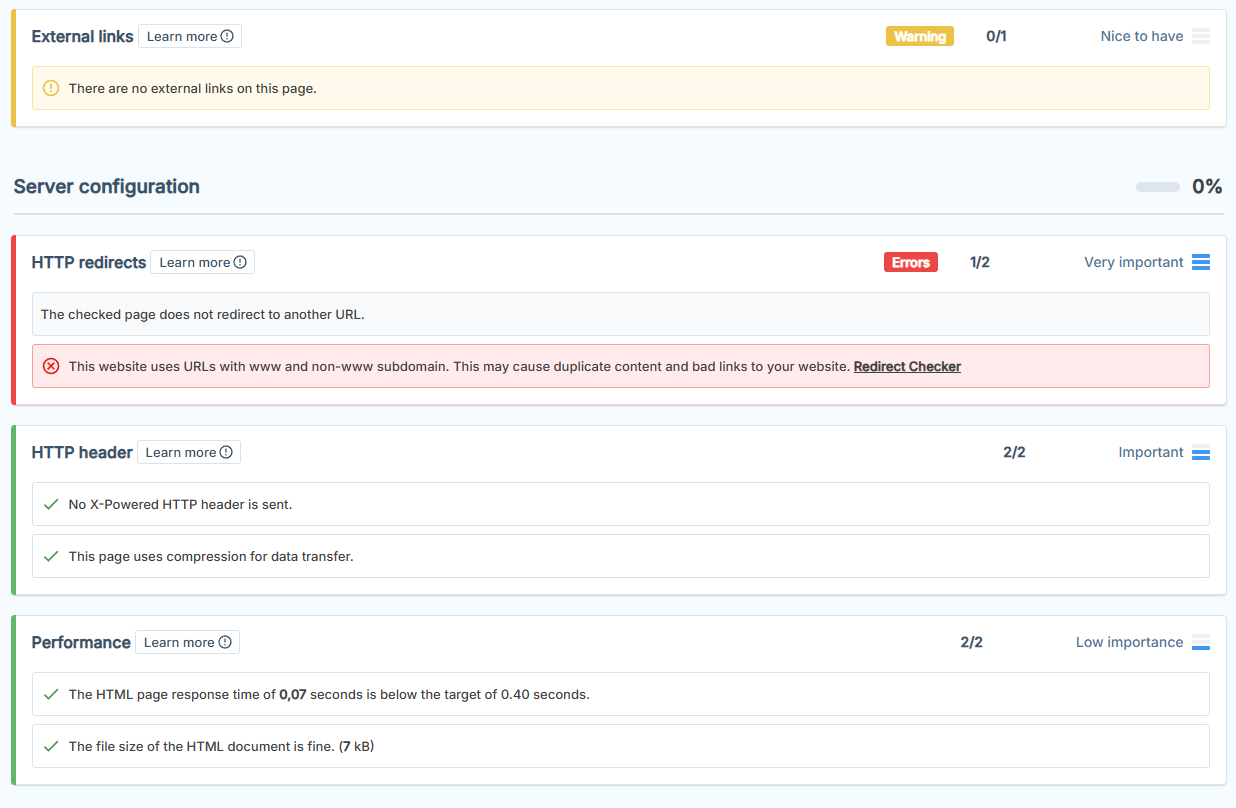 External links Learn more Warning 0/1 Nice to have
There are no external links on this page.
Server configuration 0%
HTTP redirects Learn more Errors 1/2 Very important
The checked page does not redirect to another URL.
This website uses URLs with www and non-www subdomain. This may cause duplicate content and bad links to your website. Redirect Checker
HTTP header Learn more 2/2 Important
No X-Powered HTTP header is sent.
This page uses compression for data transfer.
Performance Learn more 2/2 Low importance
The HTML page response time of 0,07 seconds is below the target of 0.40 seconds.
The file size of the HTML document is fine. (7 kB)